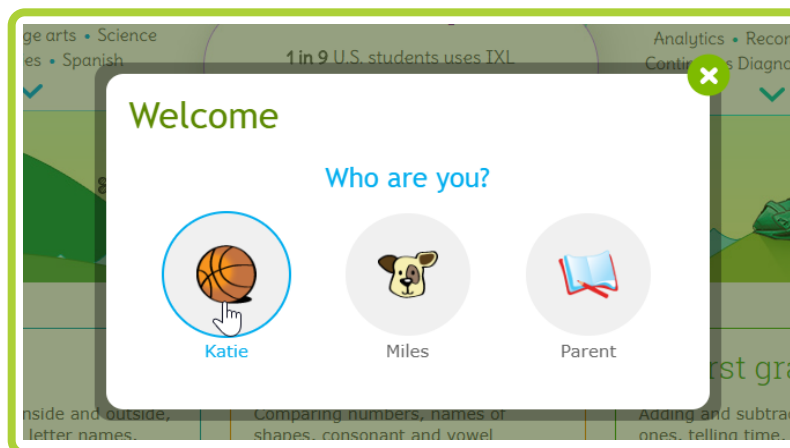 ge arts • Science
es • Spanish
1 in 9 U.S. students uses IXL
Analytics •
Diagno
Welcome
Who are you?
Katie
Miles
Parent
rst gra
nside and outside,
letter names,
Comparing numbers, names of
shapes, consonant and vowel
Adding and subtrac
ones, telling time,